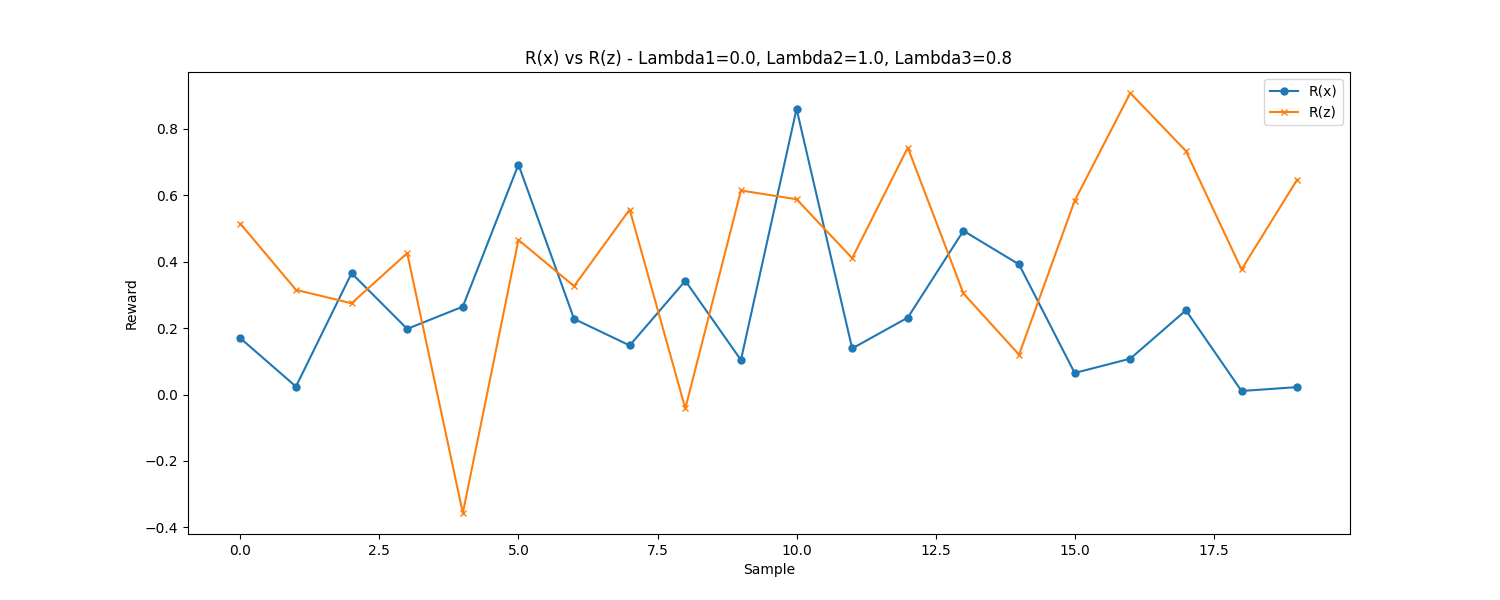 R(x) vs R(z) - Lambda1=0.0, Lambda2=1.0, Lambda3=0.8
R(x)
R(z)
Reward
0.8
0.6
0.4
0.2
0.0
−0.2
−0.4
0.0 2.5 5.0 7.5 10.0 12.5 15.0 17.5
Sample